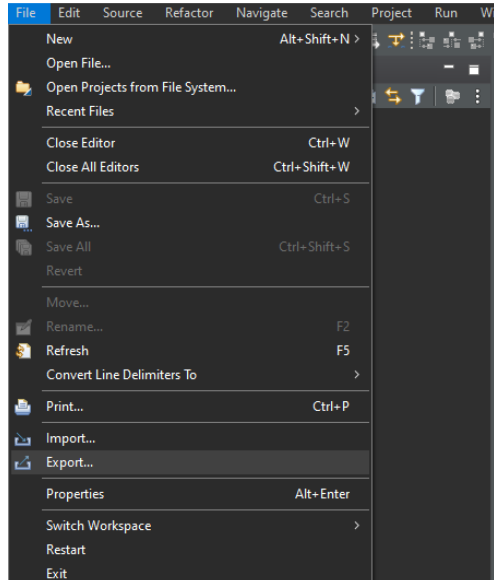 File Edit Source Refactor Navigate Search Project Run
New Alt+Shift+N >
Open File...
Open Projects from File System...
Recent Files >
Close Editor Ctrl+W
Close All Editors Ctrl+Shift+W
Save Ctrl+S
Save As...
Save All Ctrl+Shift+S
Revert
Move...
Rename... F2
Refresh F5
Convert Line Delimiters To >
Print... Ctrl+P
Import...
Export...
Properties Alt+Enter
Switch Workspace >
Restart
Exit